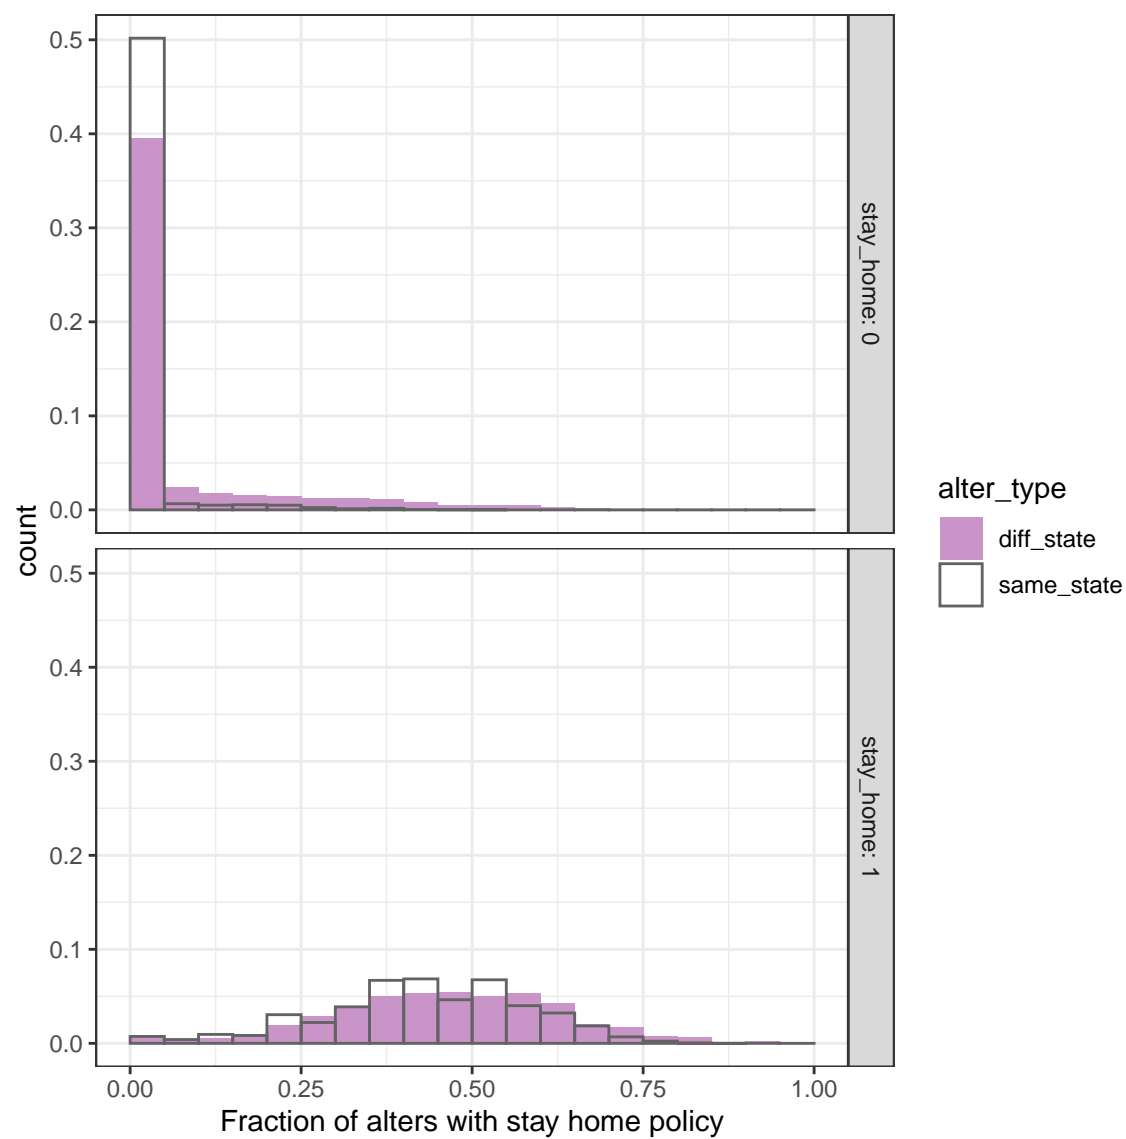 count
0.5
0.4
0.3
0.2
0.1
0.0
stay_home: 0
0.5
0.4
0.3
0.2
0.1
0.0
stay_home: 1
0.00
0.25
0.50
0.75
1.00
Fraction of alters with stay home policy
alter_type
diff_state
same_state